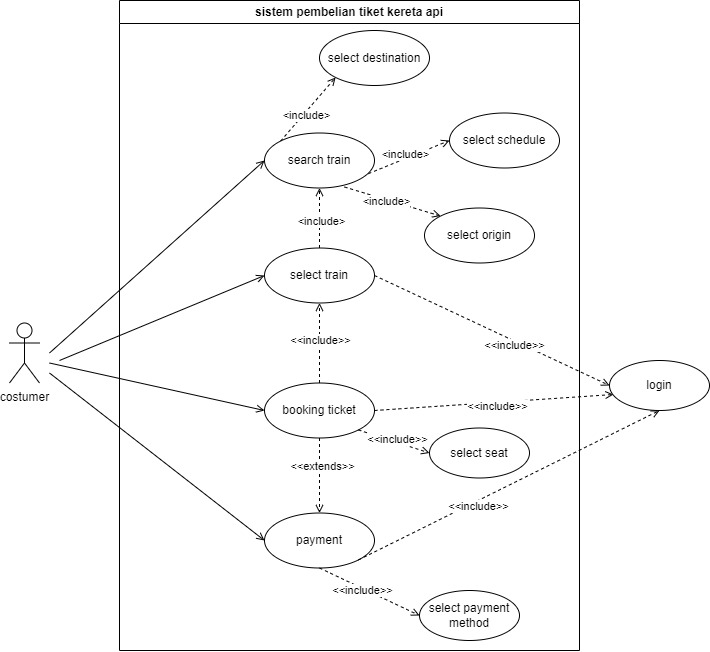 sistem pembelian tiket kereta api
select destination
<include>
select schedule
search train
<include>
<include>
select origin
<include>
select train
<<include>>
<<include>>
costumer
login
booking ticket
<<include>>
<<include>>
select seat
<<extends>>
<<include>>
payment
<<include>>
select payment
method